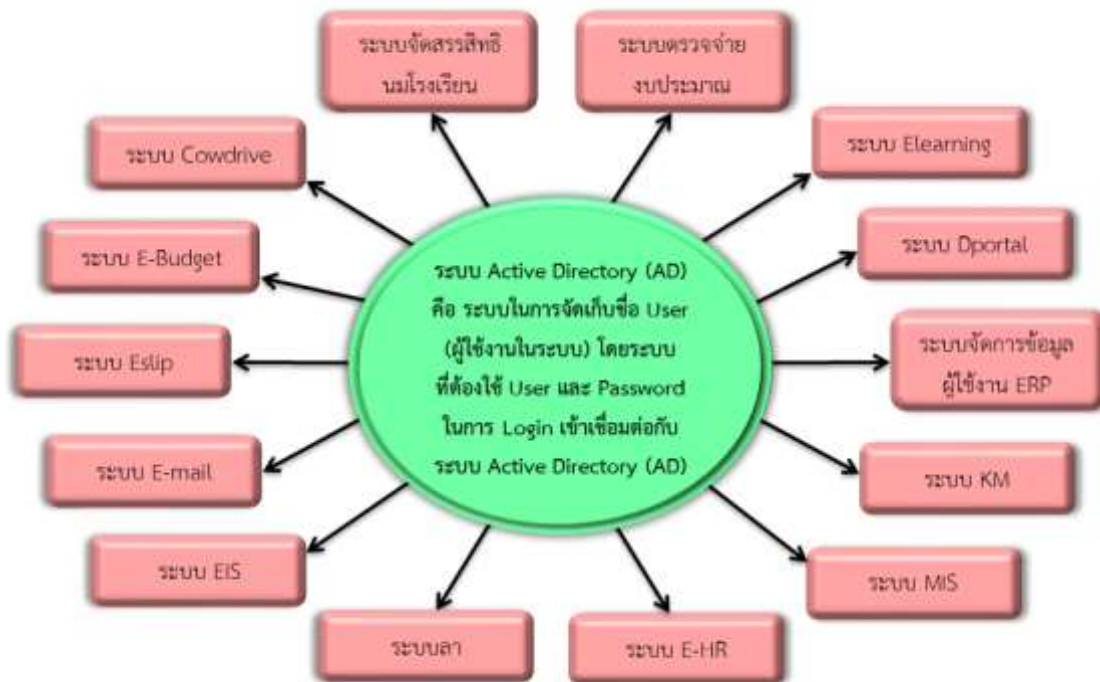 ระบบจัดสรรสิทธิ
นมโรงเรียน
ระบบตรวจจ่าย
งบประมาณ
ระบบ Cowdrive
ระบบ Elearning
ระบบ E-Budget
ระบบ Dportal
ระบบ Active Directory (AD)
คือ ระบบในการจัดเก็บชื่อ User
(ผู้ใช้งานในระบบ) โดยระบบ
ที่ต้องใช้ User และ Password
ในการ Login เข้าเชื่อมต่อกับ
ระบบ Active Directory (AD)
ระบบ Eslip
ระบบจัดการข้อมูล
ผู้ใช้งาน ERP
ระบบ E-mail
ระบบ KM
ระบบ EIS
ระบบ MIS
ระบบลา
ระบบ E-HR